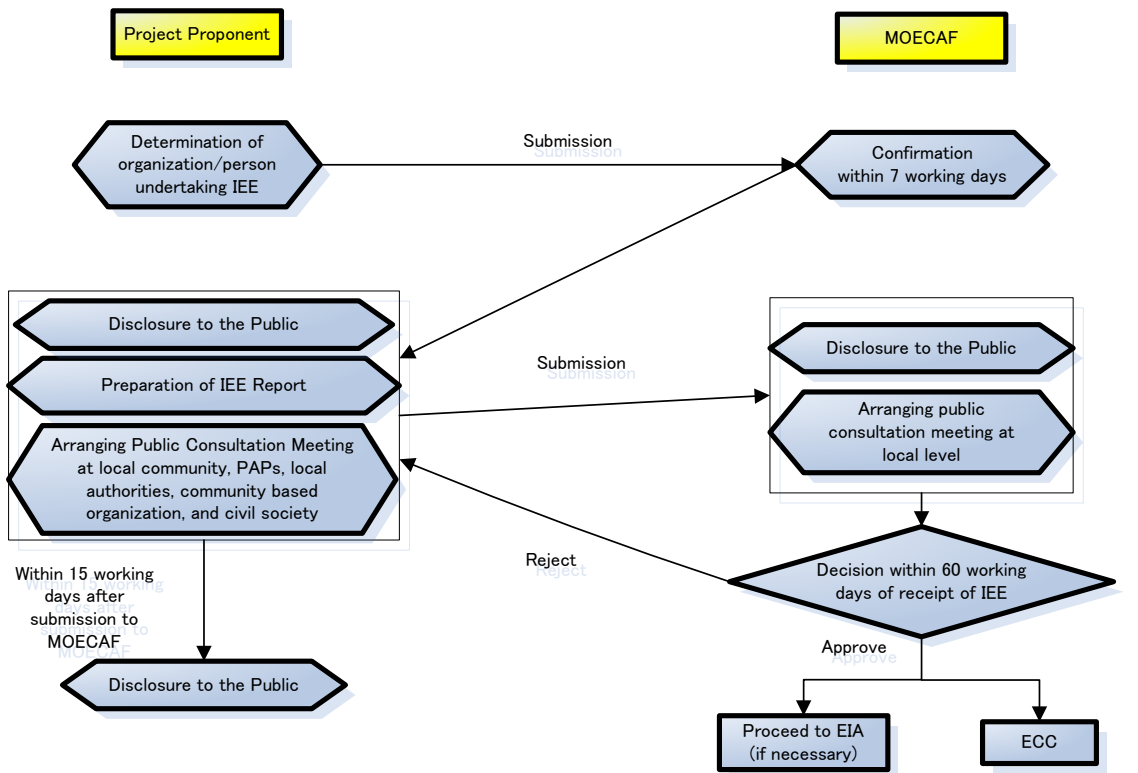 Project Proponent
MOECAF
Determination of
organization/person
undertaking IEE
Submission
Confirmation
within 7 working days
Disclosure to the Public
Preparation of IEE Report
Arranging Public Consultation Meeting
at local community, PAPs, local
authorities, community based
organization, and civil society
Submission
Disclosure to the Public
Arranging public
consultation meeting at
local level
Reject
Decision within 60 working
days of receipt of IEE
Within 15 working
days after
submission to
MOECAF
Approve
Disclosure to the Public
Proceed to EIA
(if necessary)
ECC